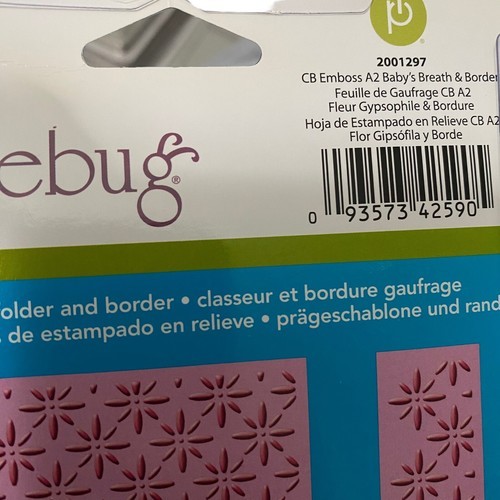 2001297
CB Emboss A2 Baby's Breath & Border
Feuille de Gaufrage CB A2
Fleur Gypsophile & Bordure
Hoja de Estampado en Relieve CB A2
Flor Gipsófila y Borde
ebug®
0 93573 42590
older and border • classeur et bordure gaufrage
s de estampado en relieve • prägeschablone und rand